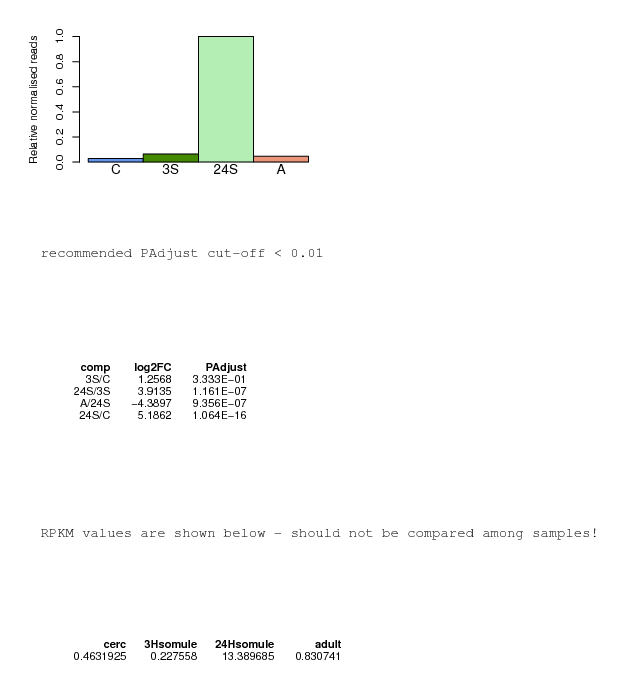 Relative normalised reads
1.0
0.8
0.6
0.4
0.2
0.0
C 3S 24S A
recommended PAdjust cut-off < 0.01
comp log2FC PAdjust
3S/C 1.2568 3.333E-01
24S/3S 3.9135 1.161E-07
A/24S −4.3897 9.356E-07
24S/C 5.1862 1.064E-16
RPKM values are shown below - should not be compared among samples!
cerc 3Hsomule 24Hsomule adult
0.4631925 0.227558 13.389685 0.830741